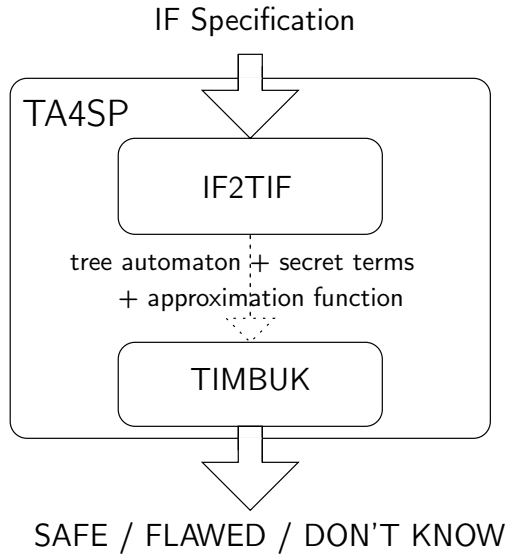 IF Specification
TA4SP
IF2TIF
tree automaton + secret terms
+ approximation function
TIMBUK
SAFE / FLAWED / DON'T KNOW